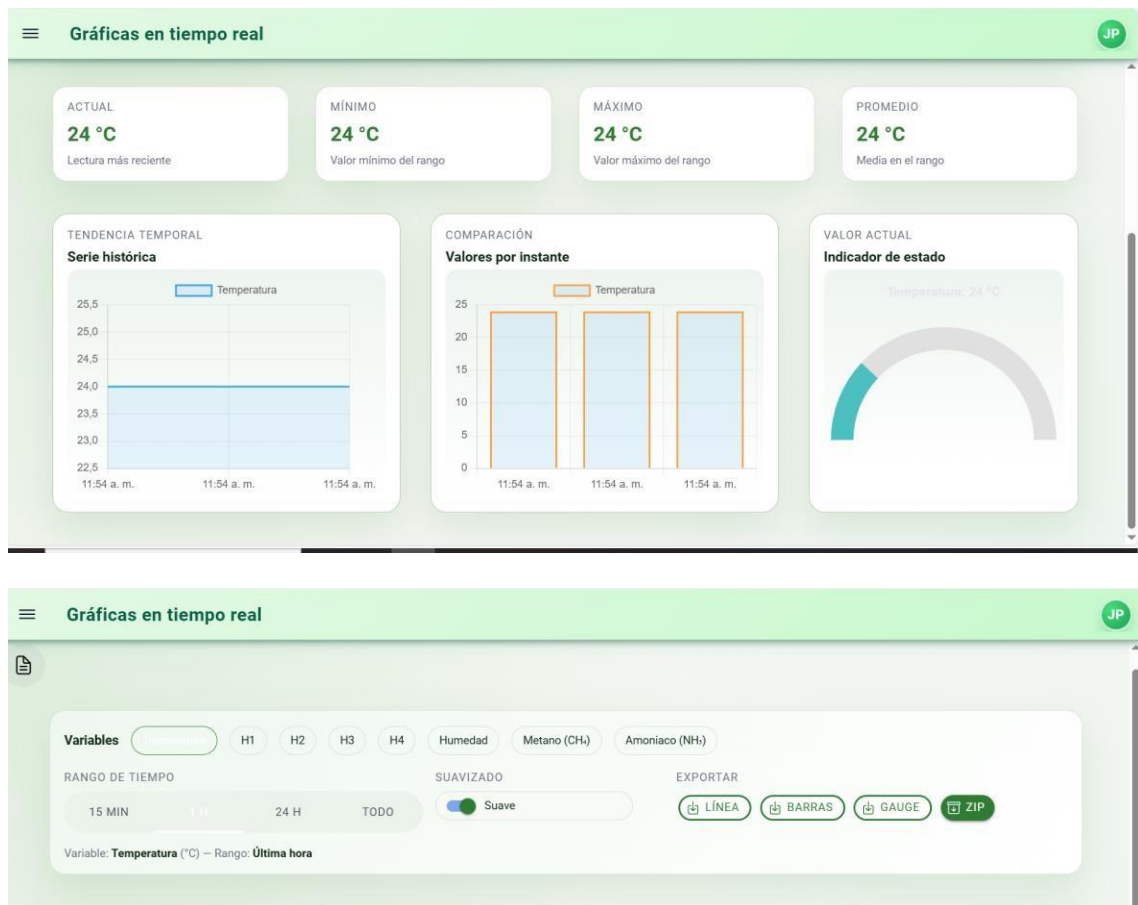 Gráficas en tiempo real
JP
ACTUAL
24 °C
Lectura más reciente
MÍNIMO
24 °C
Valor mínimo del rango
MÁXIMO
24 °C
Valor máximo del rango
PROMEDIO
24 °C
Media en el rango
TENDENCIA TEMPORAL
Serie histórica
Temperatura
25,5
25,0
24,5
24,0
23,5
23,0
22,5
11:54 a. m. 11:54 a. m. 11:54 a. m.
COMPARACIÓN
Valores por instante
Temperatura
25
20
15
10
5
0
11:54 a. m. 11:54 a. m. 11:54 a. m.
VALOR ACTUAL
Indicador de estado
Temperatura: 24 °C
Gráficas en tiempo real
JP
Variables Temperatura H1 H2 H3 H4 Humedad Metano (CH₄) Amoniaco (NH₃)
RANGO DE TIEMPO
15 MIN 1 H 24 H TODO
SUAVIZADO
Suave
EXPORTAR
LÍNEA BARRAS GAUGE ZIP
Variable: Temperatura (°C) — Rango: Última hora